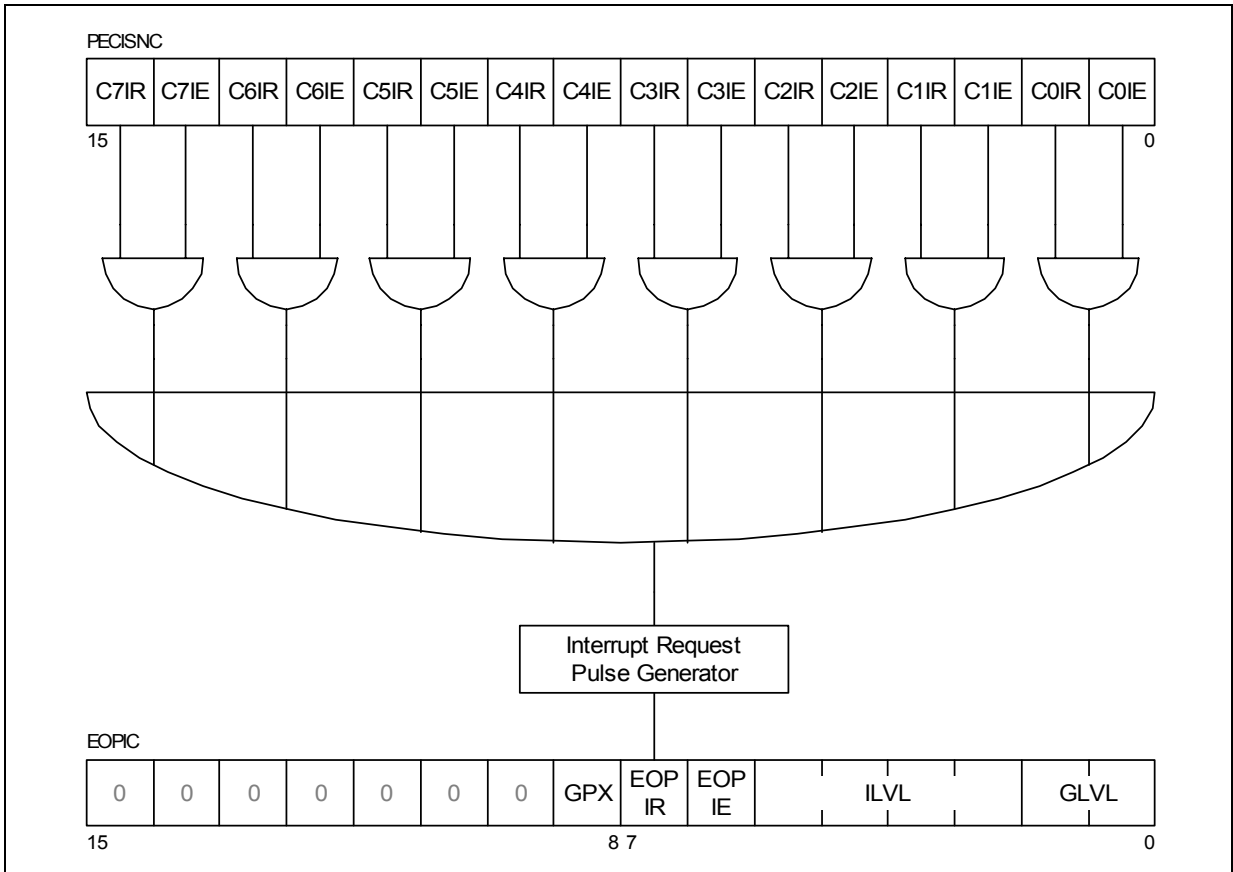 PECISNC
C7IR C7IE C6IR C6IE C5IR C5IE C4IR C4IE C3IR C3IE C2IR C2IE C1IR C1IE C0IR C0IE
15 0
Interrupt Request
Pulse Generator
EOPIC
0 0 0 0 0 0 0 GPX EOP IR EOP IE ILVL GLVL
15 8 7 0